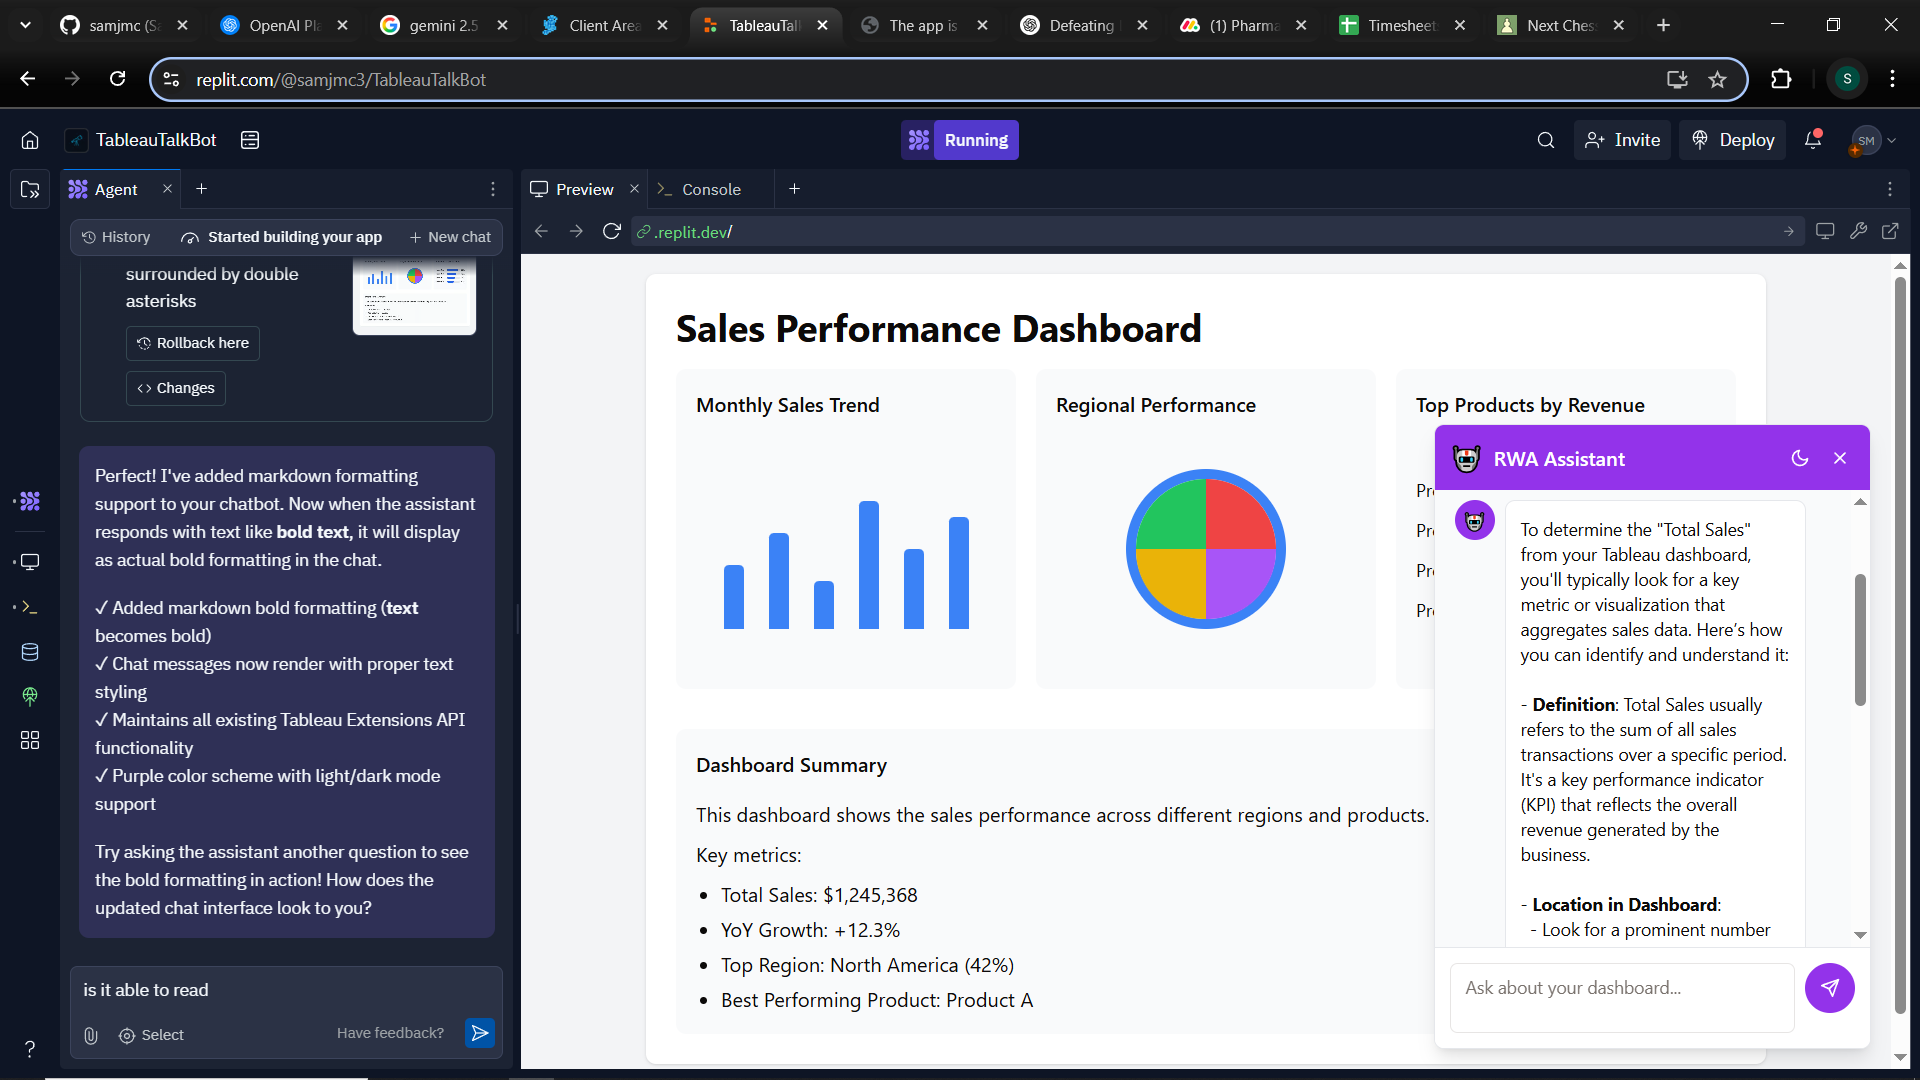 samjmc (Sa
OpenAI Pla
gemini 2.5
Client Area
TableauTalk
The app is
Defeating
(1) Pharma
Timesheet
Next Ches
replit.com/@samjmc3/TableauTalkBot
S
TableauTalkBot
Running
Invite
Deploy
SM
Agent
Preview
Console
History
Started building your app
New chat
.replit.dev/
surrounded by double
asterisks
Rollback here
Changes
Perfect! I've added markdown formatting
support to your chatbot. Now when the assistant
responds with text like bold text, it will display
as actual bold formatting in the chat.
✓ Added markdown bold formatting (text
becomes bold)
✓ Chat messages now render with proper text
styling
✓ Maintains all existing Tableau Extensions API
functionality
✓ Purple color scheme with light/dark mode
support
Try asking the assistant another question to see
the bold formatting in action! How does the
updated chat interface look to you?
is it able to read
Select
Have feedback?
?
Sales Performance Dashboard
Monthly Sales Trend
Regional Performance
Top Products by Revenue
Pr
Pr
Pr
Pr
Dashboard Summary
This dashboard shows the sales performance across different regions and products.
Key metrics:
• Total Sales: $1,245,368
• YoY Growth: +12.3%
• Top Region: North America (42%)
• Best Performing Product: Product A
RWA Assistant
To determine the "Total Sales"
from your Tableau dashboard,
you'll typically look for a key
metric or visualization that
aggregates sales data. Here's how
you can identify and understand it:
- Definition: Total Sales usually
refers to the sum of all sales
transactions over a specific period.
It's a key performance indicator
(KPI) that reflects the overall
revenue generated by the
business.
- Location in Dashboard:
- Look for a prominent number
Ask about your dashboard...